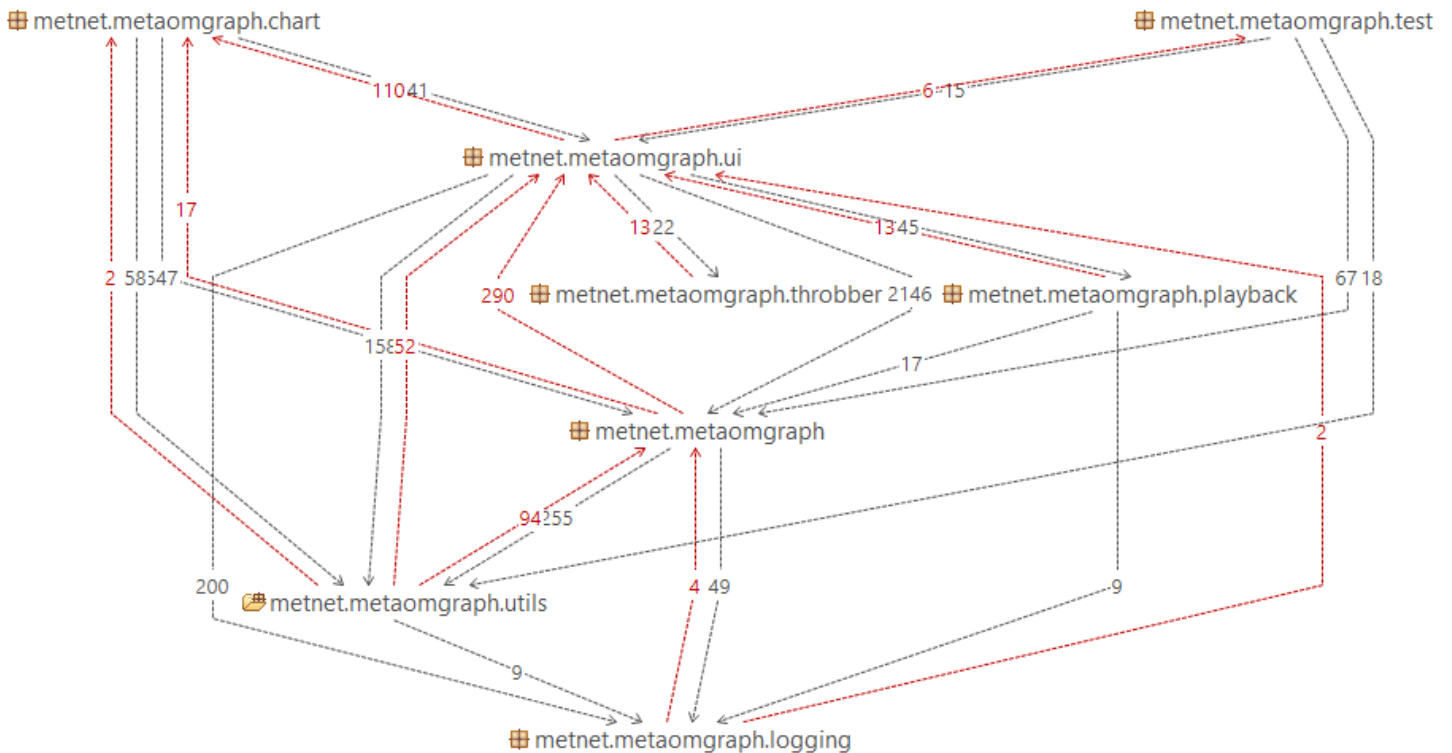 metnet.metaomgraph.chart
metnet.metaomgraph.test
110 41
6 15
metnet.metaomgraph.ui
17
13 22
13 45
2
290
metnet.metaomgraph.throbber
2146
metnet.metaomgraph.playback
67 18
52
17
metnet.metaomgraph
2
94 255
200
4 49
9
metnet.metaomgraph.utils
9
metnet.metaomgraph.logging